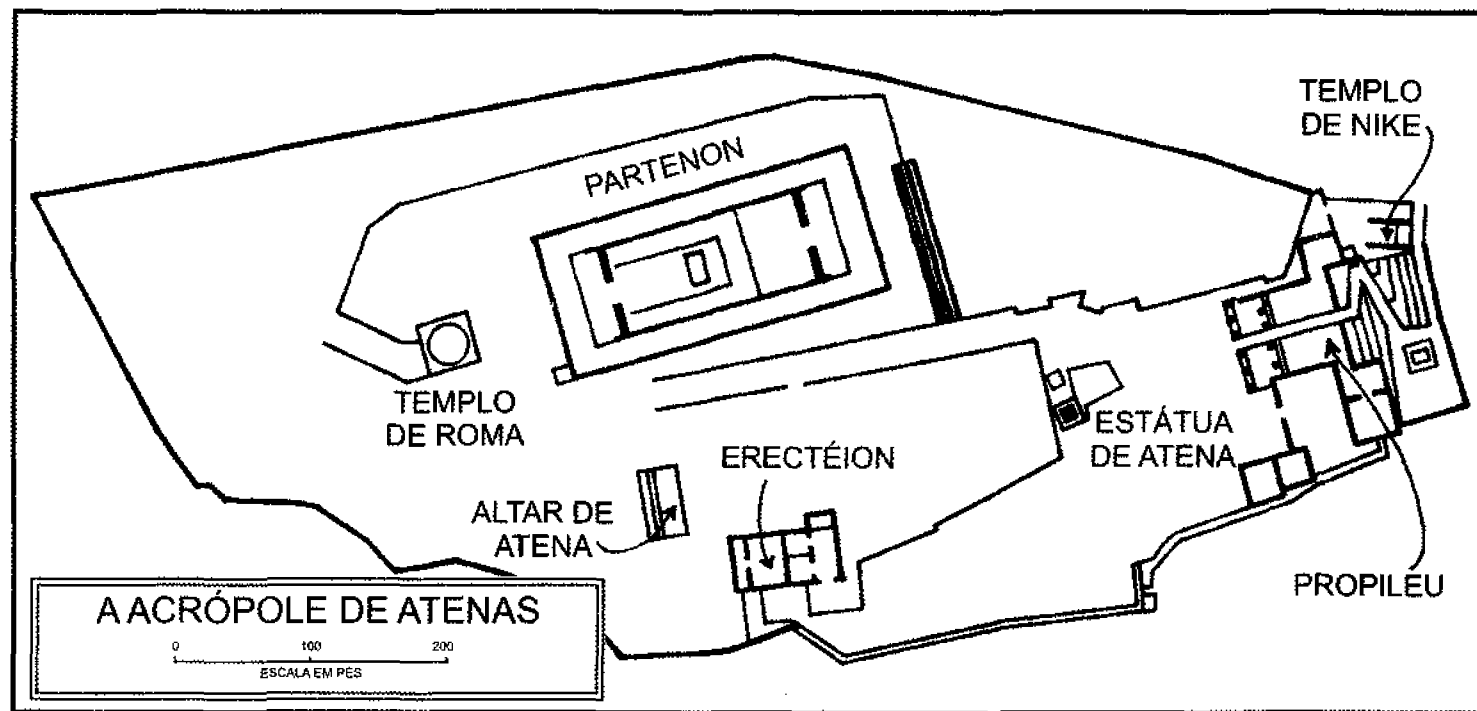 TEMPLO
DE NIKE
PARTENON
TEMPLO
DE ROMA
ESTÁTUA
DE ATENA
ERECTÉION
ALTAR DE
ATENA
PROPILEU
A ACRÓPOLE DE ATENAS
0 100 200
ESCALA EM PÉS